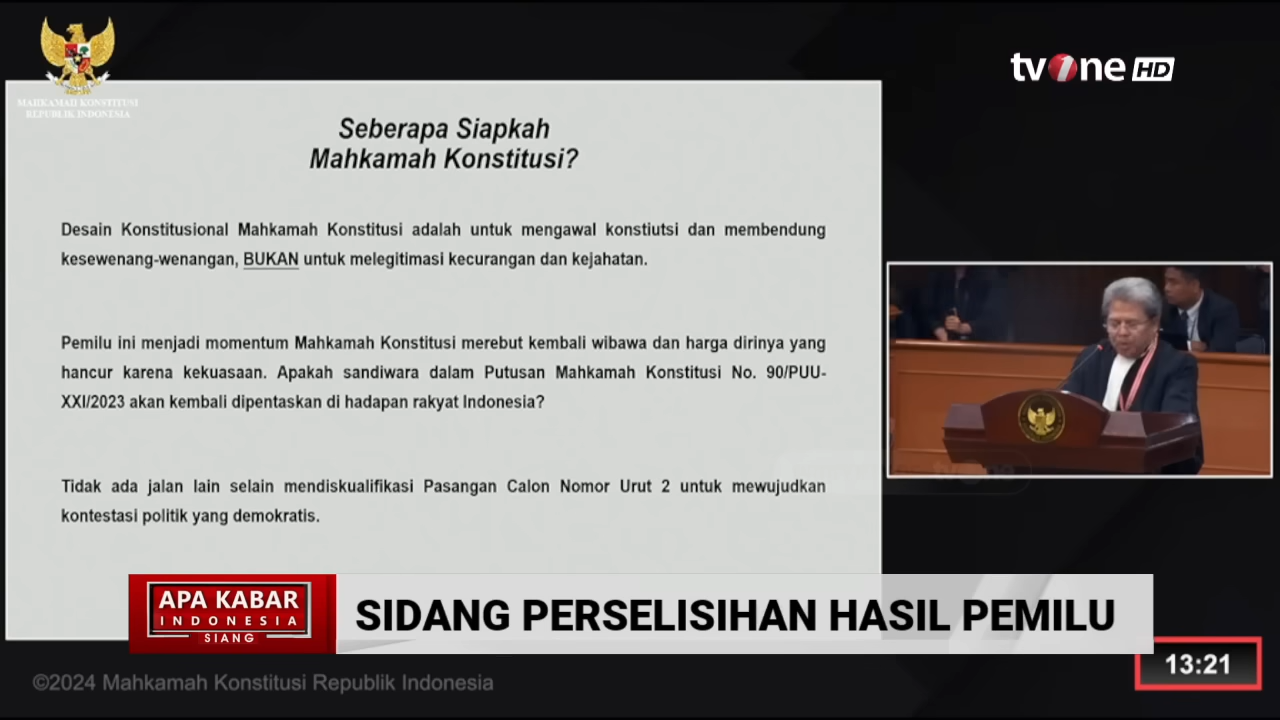 MAHKAMAH KONSTITUSI
REPUBLIK INDONESIA
tvOne HD
Seberapa Siapkah
Mahkamah Konstitusi?
Desain Konstitusional Mahkamah Konstitusi adalah untuk mengawal konstiutsi dan membendung
kesewenang-wenangan, BUKAN untuk melegitimasi kecurangan dan kejahatan.
Pemilu ini menjadi momentum Mahkamah Konstitusi merebut kembali wibawa dan harga dirinya yang
hancur karena kekuasaan. Apakah sandiwara dalam Putusan Mahkamah Konstitusi No. 90/PUU-
XXI/2023 akan kembali dipentaskan di hadapan rakyat Indonesia?
Tidak ada jalan lain selain mendiskualifikasi Pasangan Calon Nomor Urut 2 untuk mewujudkan
kontestasi politik yang demokratis.
APA KABAR
INDONESIA
SIANG
SIDANG PERSELISIHAN HASIL PEMILU
13:21
©2024 Mahkamah Konstitusi Republik Indonesia